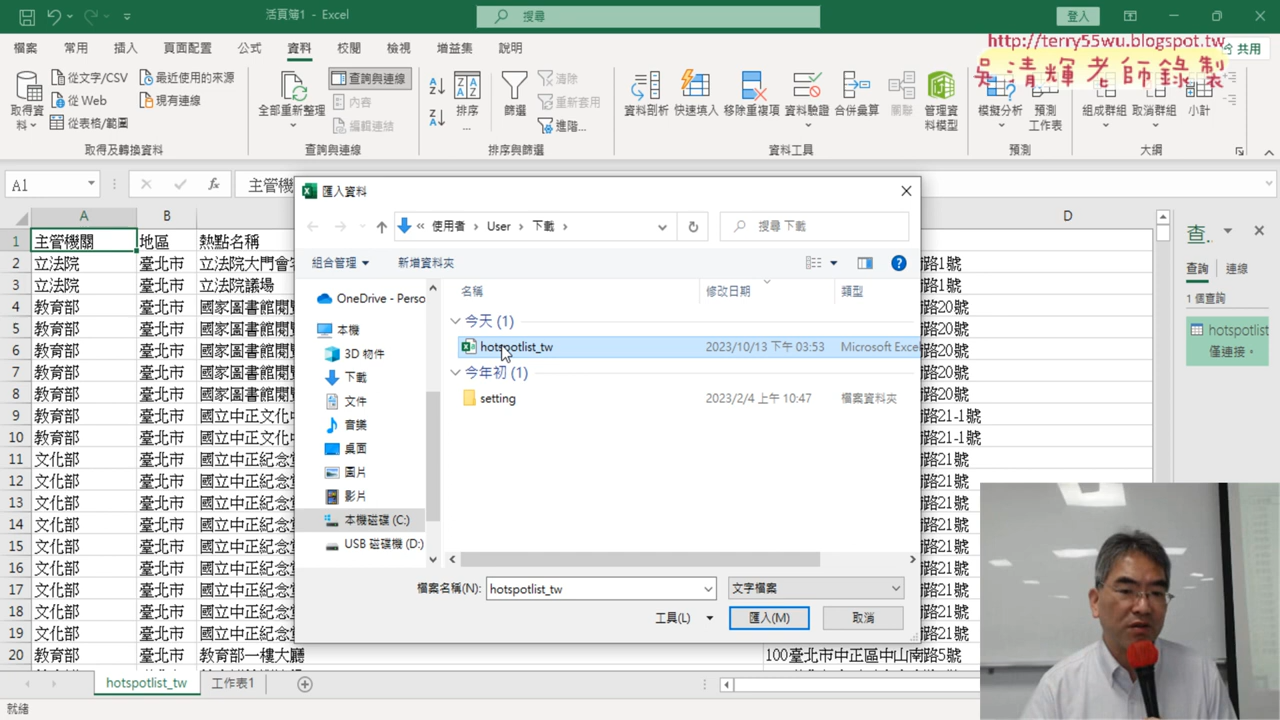 活頁簿1 - Excel
搜尋
登入
檔案 常用 插入 頁面配置 公式 資料 校閱 檢視 增益集 說明
共用
http://terry55wu.blogspot.tw
吳清輝老師錄製
取得資料
從文字/CSV
從 Web
從表格/範圍
最近使用的來源
現有連線
取得及轉換資料
全部重新整理
查詢與連線
內容
編輯連結
查詢與連線
排序...
篩選
清除
重新套用
進階...
排序與篩選
資料剖析
快速填入
移除重複項
資料驗證
合併彙算
關聯
管理資料模型
資料工具
模擬分析
預測工作表
預測
組成群組
取消群組
小計
大綱
A1
主管機
匯入資料
« 使用者 › User › 下載 ›
搜尋 下載
組合管理
新增資料夾
OneDrive - Perso
本機
3D 物件
下載
文件
音樂
桌面
圖片
影片
本機磁碟 (C:)
USB 磁碟機 (D:)
名稱 修改日期 類型
今天 (1)
hotspotlist_tw 2023/10/13 下午 03:53 Microsoft Exce
今年初 (1)
setting 2023/2/4 上午 10:47 檔案資料夾
檔案名稱(N): hotspotlist_tw 文字檔案
工具(L) 匯入(M) 取消
A B D
1 主管機關 地區 熱點名稱
2 立法院 臺北市 立法院大門會客 路1號
3 立法院 臺北市 立法院議場 路1號
4 教育部 臺北市 國家圖書館閱覽 路20號
5 教育部 臺北市 國家圖書館閱覽 路20號
6 教育部 臺北市 國家圖書館閱覽 路20號
7 教育部 臺北市 國家圖書館閱覽 路20號
8 教育部 臺北市 國家圖書館閱覽 路20號
9 教育部 臺北市 國立中正文化中 路21-1號
10 教育部 臺北市 國立中正文化中 路21-1號
11 文化部 臺北市 國立中正紀念堂 路21號
12 文化部 臺北市 國立中正紀念堂 路21號
13 文化部 臺北市 國立中正紀念堂 路21號
14 文化部 臺北市 國立中正紀念堂 路21號
15 文化部 臺北市 國立中正紀念堂 路21號
16 文化部 臺北市 國立中正紀念堂 路21號
17 文化部 臺北市 國立中正紀念堂 路21號
18 文化部 臺北市 國立中正紀念堂 路21號
19 文化部 臺北市 國立中正紀念堂 路21號
20 教育部 臺北市 教育部一樓大廳 100臺北市中正區中山南路5號
查...
查詢 連線
1 個查詢
hotspotlist
僅連接。
hotspotlist_tw 工作表1
就緒